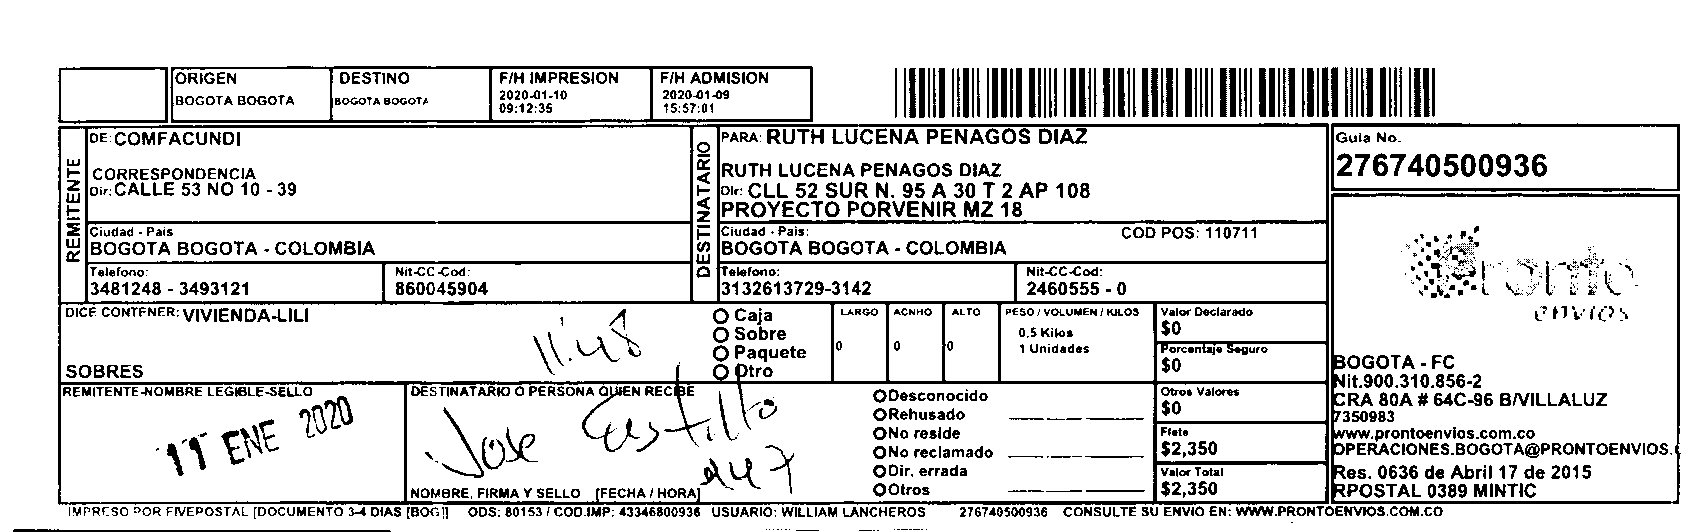 ORIGEN DESTINO F/H IMPRESION F/H ADMISION
BOGOTA BOGOTA BOGOTA BOGOTA 2020-01-10 2020-01-09
09:12:35 15:57:01
REMITENTE
DE: COMFACUNDI
CORRESPONDENCIA
Dir: CALLE 53 NO 10 - 39
Ciudad - Pais
BOGOTA BOGOTA - COLOMBIA
Telefono: Nit-CC-Cod:
3481248 - 3493121 860045904
DESTINATARIO
PARA: RUTH LUCENA PENAGOS DIAZ
RUTH LUCENA PENAGOS DIAZ
Dir: CLL 52 SUR N. 95 A 30 T 2 AP 108
PROYECTO PORVENIR MZ 18
Ciudad - Pais: COD POS: 110711
BOGOTA BOGOTA - COLOMBIA
Telefono: Nit-CC-Cod:
3132613729-3142 2460555 - 0
Guia No.
276740500936
Pronto
envios
DICE CONTENER: VIVIENDA-LILI
11:48
SOBRES
Caja
Sobre
Paquete
Otro
LARGO ACNHO ALTO PESO / VOLUMEN / KILOS
0 0 0 0,5 Kilos
1 Unidades
Valor Declarado
$0
Porcentaje Seguro
$0
Otros Valores
$0
Flete
$2,350
Valor Total
$2,350
REMITENTE-NOMBRE LEGIBLE-SELLO
11 ENE 2020
DESTINATARIO O PERSONA QUIEN RECIBE
Jose Castillo
NOMBRE, FIRMA Y SELLO [FECHA / HORA]
Desconocido
Rehusado
No reside
No reclamado
Dir. errada
Otros
BOGOTA - FC
Nit.900.310.856-2
CRA 80A # 64C-96 B/VILLALUZ
7350983
www.prontoenvios.com.co
OPERACIONES.BOGOTA@PRONTOENVIOS.
Res. 0636 de Abril 17 de 2015
RPOSTAL 0389 MINTIC
IMPRESO POR FIVEPOSTAL [DOCUMENTO 3-4 DIAS [BOG]] ODS: 80153 / COD.IMP: 43346800936 USUARIO: WILLIAM LANCHEROS 276740500936 CONSULTE SU ENVIO EN: WWW.PRONTOENVIOS.COM.CO